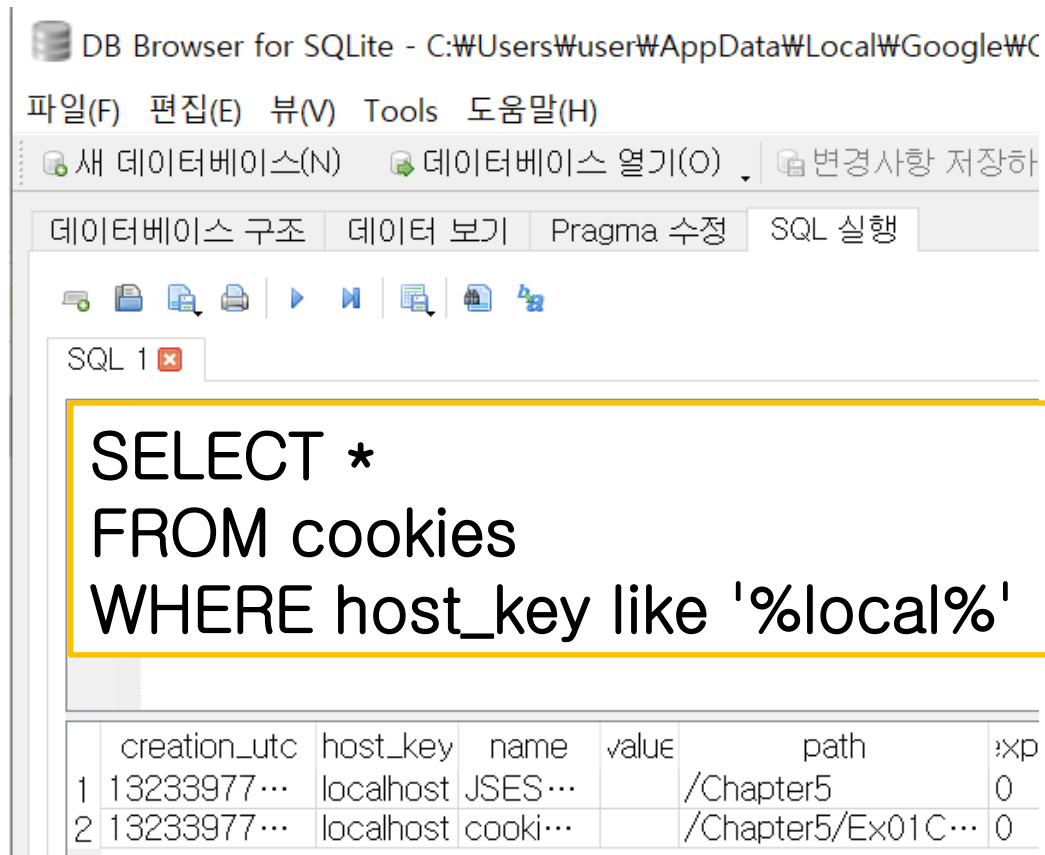 DB Browser for SQLite - C:₩Users₩user₩AppData₩Local₩Google₩C
파일(F) 편집(E) 뷰(V) Tools 도움말(H)
새 데이터베이스(N) 데이터베이스 열기(O) 변경사항 저장하
데이터베이스 구조 데이터 보기 Pragma 수정 SQL 실행
SQL 1
SELECT *
FROM cookies
WHERE host_key like '%local%'
creation_utc host_key name value path exp
1 13233977… localhost JSES… /Chapter5 0
2 13233977… localhost cooki… /Chapter5/Ex01C… 0